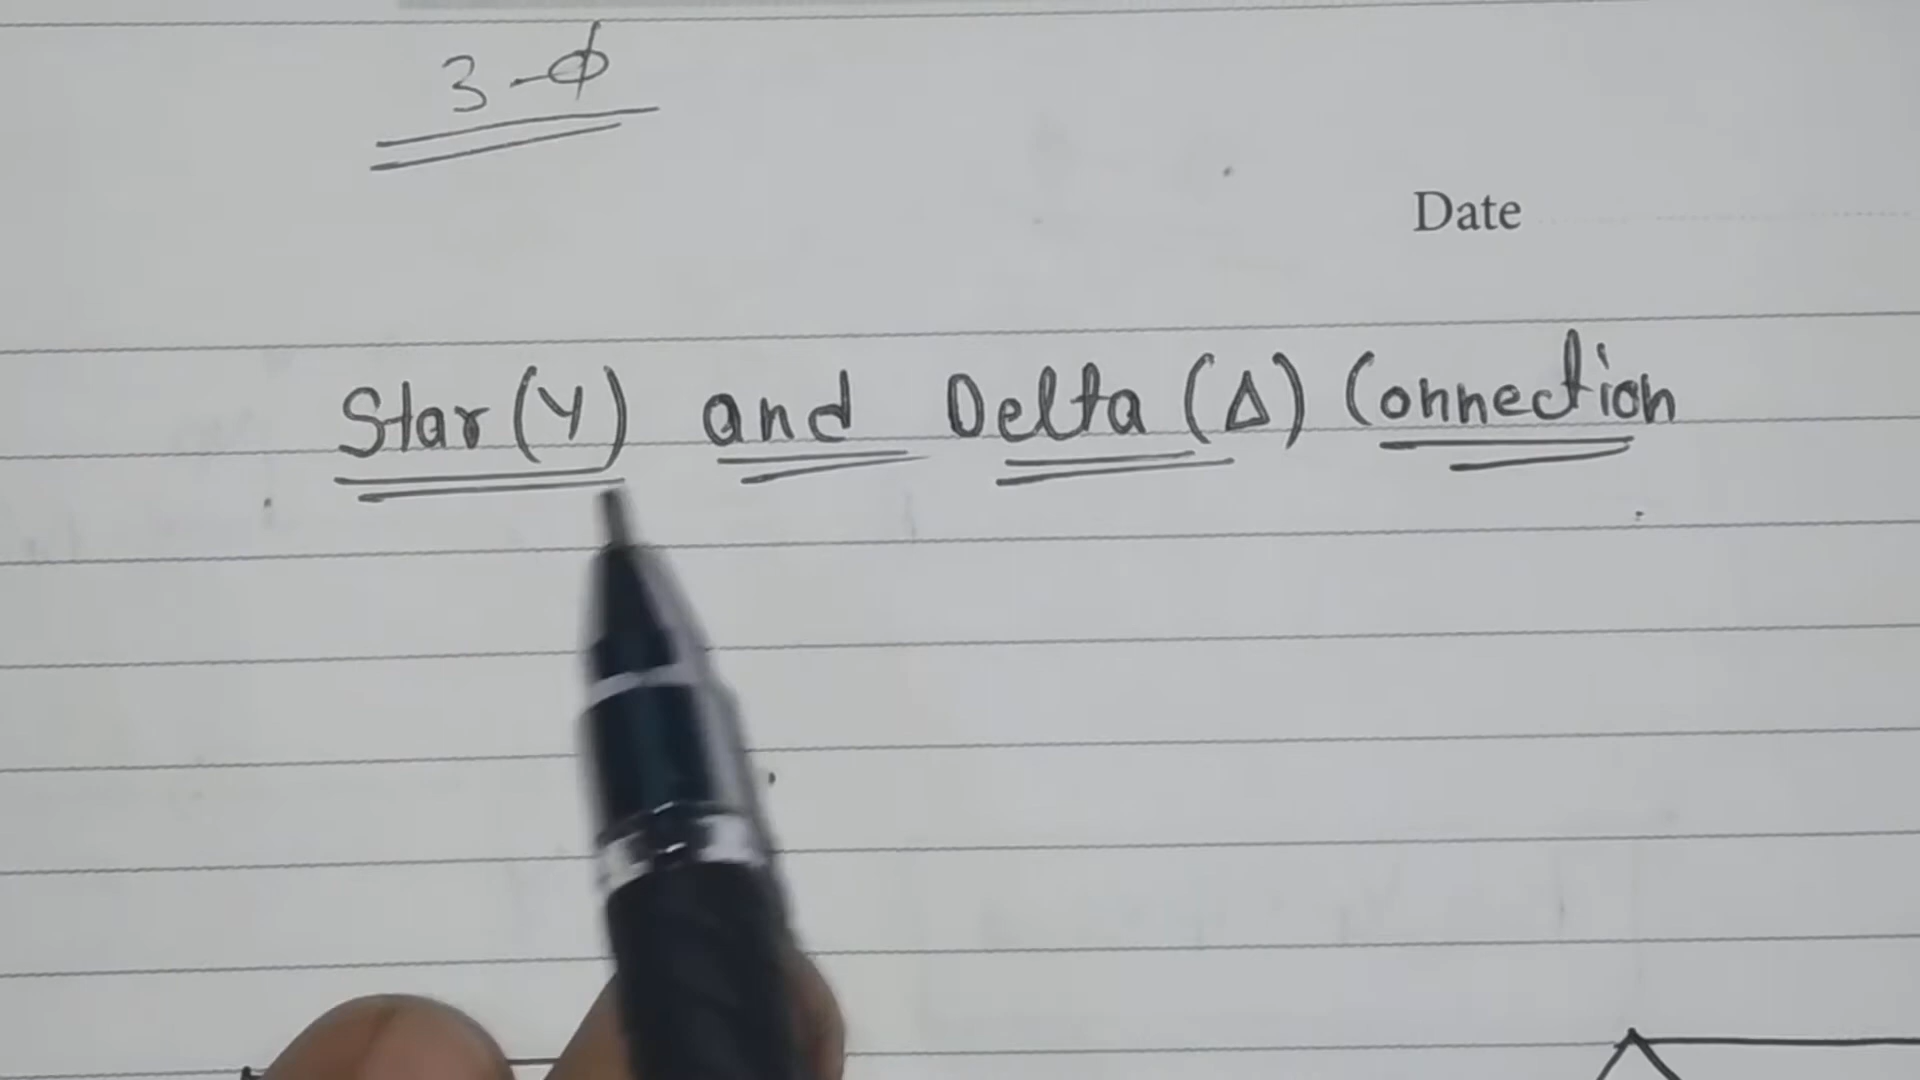 3-ф
Date
Star (Y) and Delta (Δ) Connection